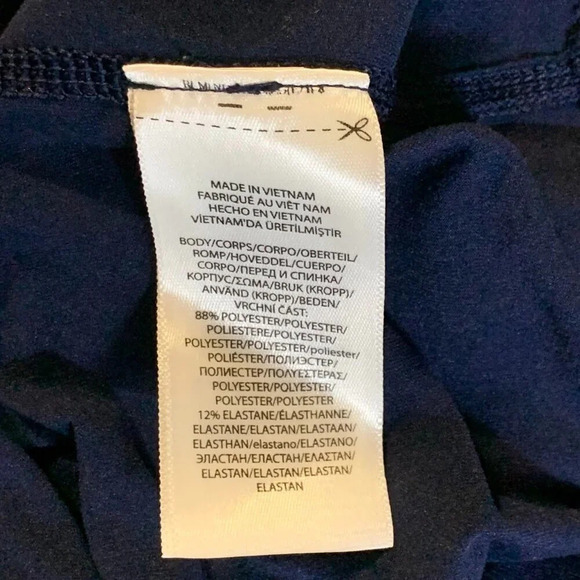 MADE IN VIETNAM
FABRIQUÉ AU VIÊT NAM
HECHO EN VIETNAM
VİETNAM'DA ÜRETİLMİŞTİR
BODY/CORPS/CORPO/OBERTEIL/
ROMP/HOVEDDEL/CUERPO/
CORPO/ПЕРЕД И СПИНКА/
КОРПУС/ΣΩΜΑ/BRUK (KROPP)/
ANVÄND (KROPP)/BEDEN/
VRCHNÍ ČÁST:
88% POLYESTER/POLYESTER/
POLIESTERE/POLYESTER/
POLYESTER/POLYESTER/poliester/
POLIÉSTER/ПОЛИЭСТЕР/
ПОЛИЕСТЕР/ΠΟΛΥΕΣΤΕΡΑΣ/
POLYESTER/POLYESTER/
POLYESTER/POLYESTER
12% ELASTANE/ÉLASTHANNE/
ELASTANE/ELASTAN/ELASTAAN/
ELASTHAN/elastano/ELASTANO/
ЭЛАСТАН/ЕЛАСТАН/ΕΛΑΣΤΑΝ/
ELASTAN/ELASTAN/ELASTAN/
ELASTAN